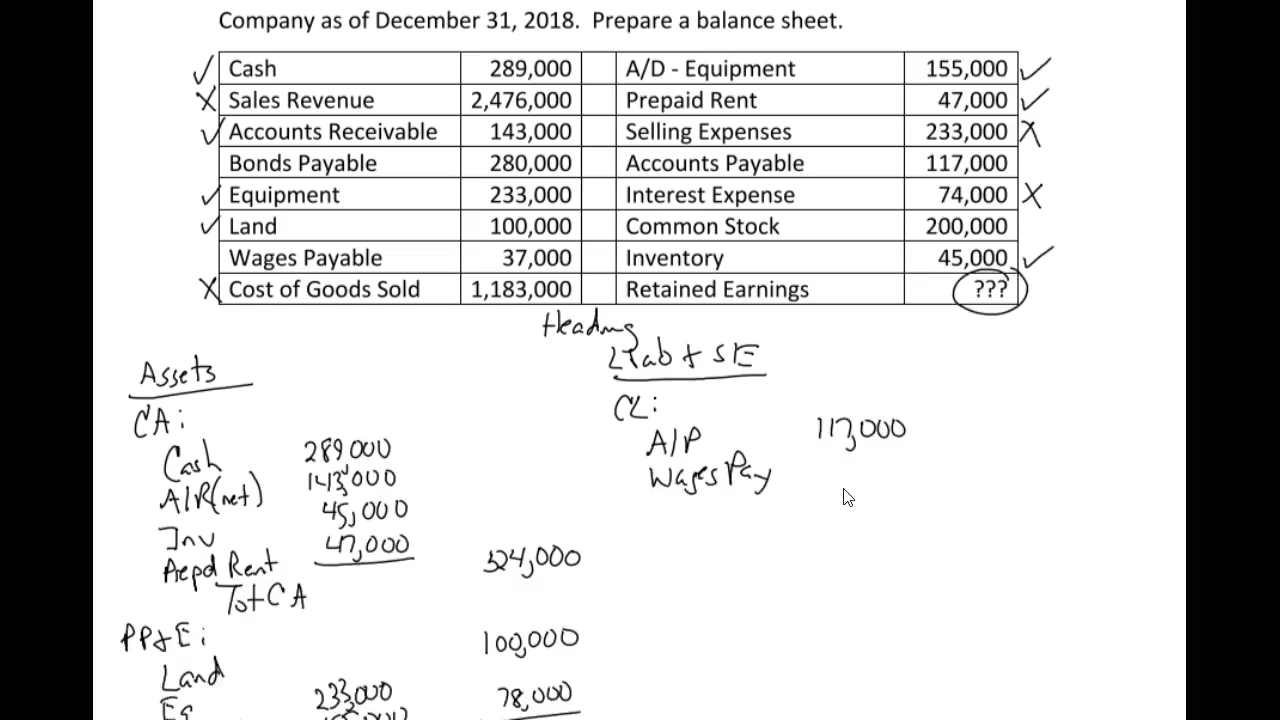 Company as of December 31, 2018. Prepare a balance sheet.
Cash 289,000 A/D - Equipment 155,000
Sales Revenue 2,476,000 Prepaid Rent 47,000
Accounts Receivable 143,000 Selling Expenses 233,000
Bonds Payable 280,000 Accounts Payable 117,000
Equipment 233,000 Interest Expense 74,000
Land 100,000 Common Stock 200,000
Wages Payable 37,000 Inventory 45,000
Cost of Goods Sold 1,183,000 Retained Earnings ???
Heading
Assets
CA:
Cash 289,000
A/R(net) 143,000
Inv 45,000
Prepd Rent 47,000
Tot CA 524,000
PP+E:
Land 100,000
Eq 233,000 78,000
Liab + SE
CL:
A/P 117,000
Wages Pay